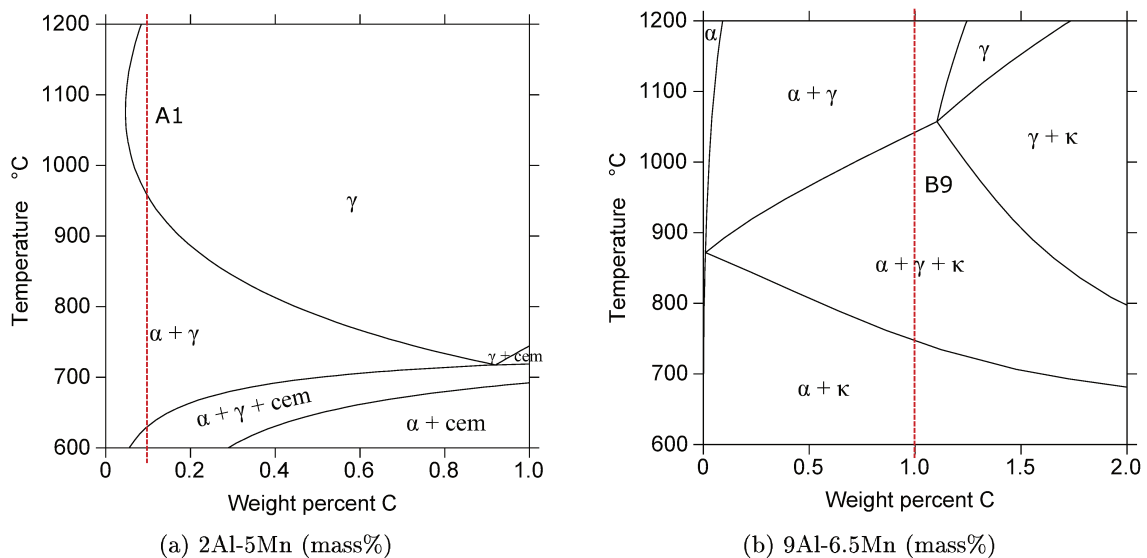 1200
1100
1000
900
800
700
600
Temperature °C
A1
γ
α + γ
γ + cem
α + γ + cem
α + cem
0
0.2
0.4
0.6
0.8
1.0
Weight percent C
(a) 2Al-5Mn (mass%)
1200
1100
1000
900
800
700
600
Temperature °C
α
γ
α + γ
γ + κ
B9
α + γ + κ
α + κ
0
0.5
1.0
1.5
2.0
Weight percent C
(b) 9Al-6.5Mn (mass%)